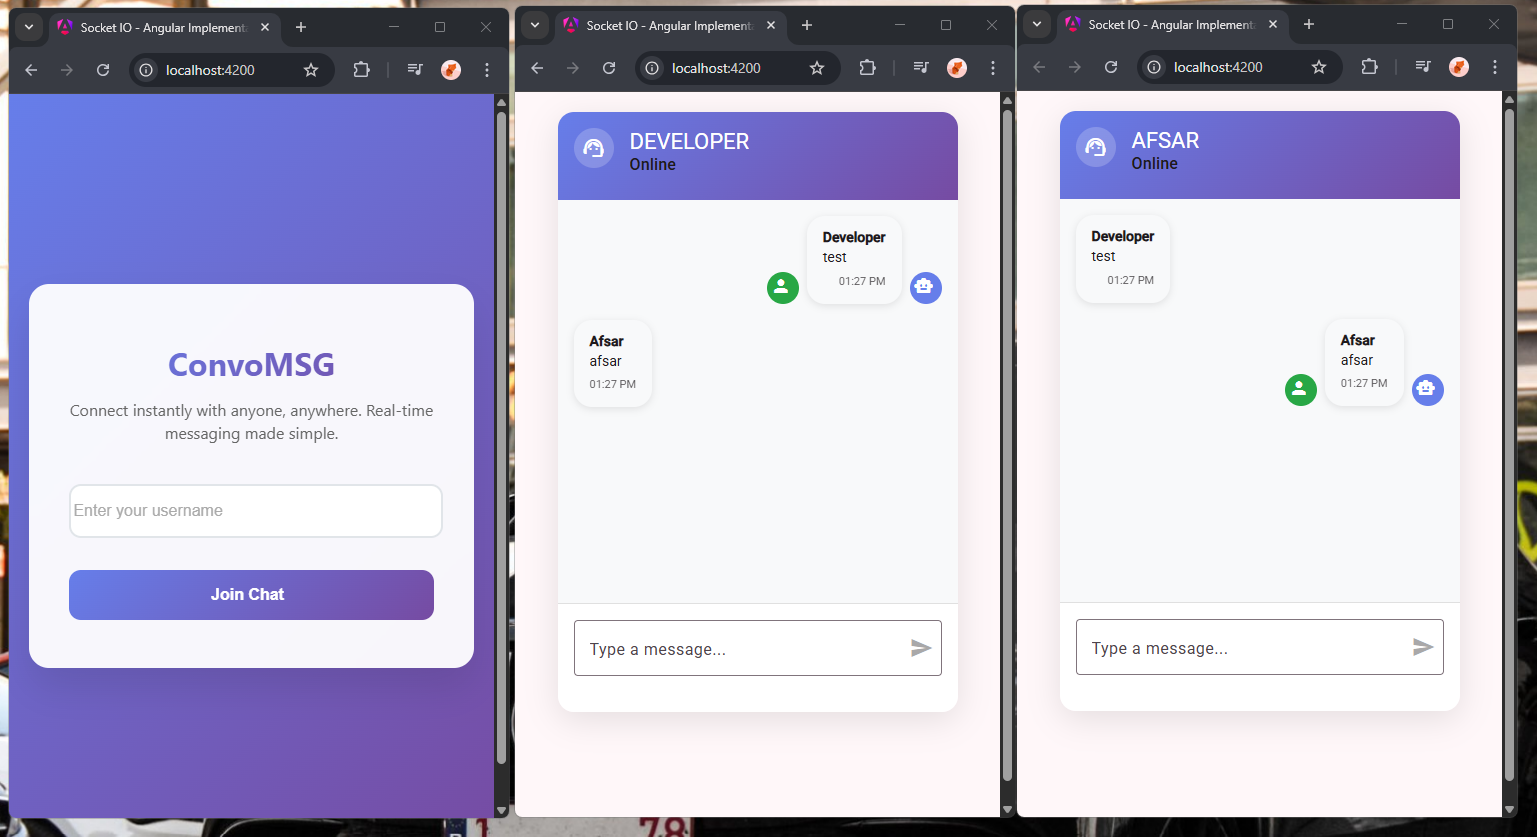 Socket IO - Angular Implement
localhost:4200
ConvoMSG
Connect instantly with anyone, anywhere. Real-time
messaging made simple.
Enter your username
Join Chat
Socket IO - Angular Implement
localhost:4200
DEVELOPER
Online
Developer
test
01:27 PM
Afsar
afsar
01:27 PM
Type a message...
Socket IO - Angular Implement
localhost:4200
AFSAR
Online
Developer
test
01:27 PM
Afsar
afsar
01:27 PM
Type a message...
78